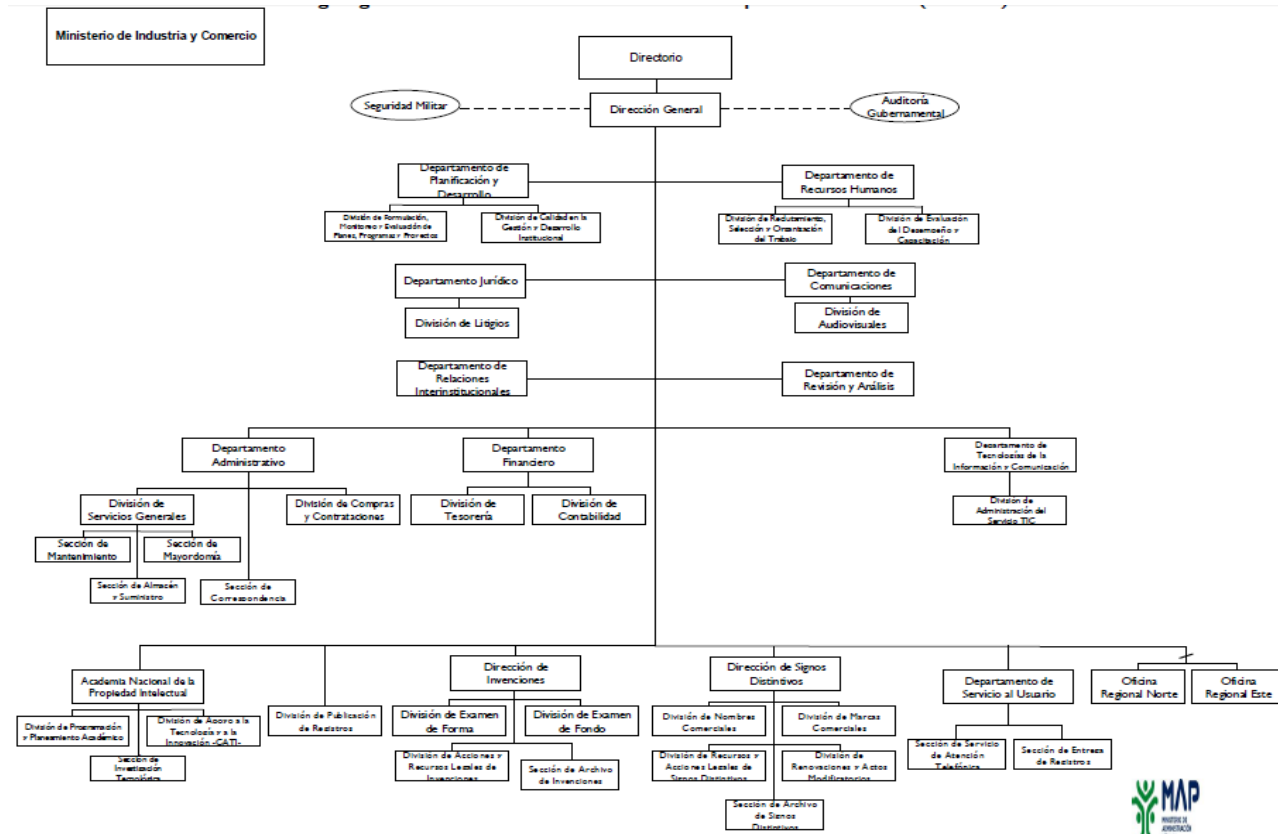 Ministerio de Industria y Comercio
Directorio
Seguridad Militar
Dirección General
Auditoría
Gubernamental
Departamento de
Planificación y
Desarrollo
Departamento de
Recursos Humanos
División de Formulación,
Monitoreo y Evaluación de
Planes, Programas y Proyectos
División de Calidad en la
Gestión y Desarrollo
Institucional
División de Reclutamiento,
Selección y Organización
del Trabajo
División de Evaluación
del Desempeño y
Capacitación
Departamento Jurídico
Departamento de
Comunicaciones
División de Litigios
División de
Audiovisuales
Departamento de
Relaciones
Interinstitucionales
Departamento de
Revisión y Análisis
Departamento
Administrativo
Departamento
Financiero
Departamento de
Tecnologías de la
Información y Comunicación
División de
Servicios Generales
División de Compras
y Contrataciones
División de
Tesorería
División de
Contabilidad
División de
Administración del
Servicio TIC
Sección de
Mantenimiento
Sección de
Mayordomía
Sección de Almacén
y Suministro
Sección de
Correspondencia
Academia Nacional de la
Propiedad Intelectual
Dirección de
Invenciones
Dirección de Signos
Distintivos
Departamento de
Servicio al Usuario
Oficina
Regional Norte
Oficina
Regional Este
División de Programación
y Planeamiento Académico
División de Apoyo a la
Tecnología y a la
Innovación -CATI-
Sección de
Investigación
Tecnológica
División de Publicación
de Registros
División de Examen
de Forma
División de Examen
de Fondo
División de Acciones y
Recursos Legales de
Invenciones
Sección de Archivo
de Invenciones
División de Nombres
Comerciales
División de Marcas
Comerciales
División de Recursos y
Acciones Legales de
Signos Distintivos
División de
Renovaciones y Actos
Modificatorios
Sección de Archivo
de Signos
Distintivos
Sección de Servicio
de Atención
Telefónica
Sección de Entrega
de Registros
MAP
MINISTERIO DE
ADMINISTRACIÓN